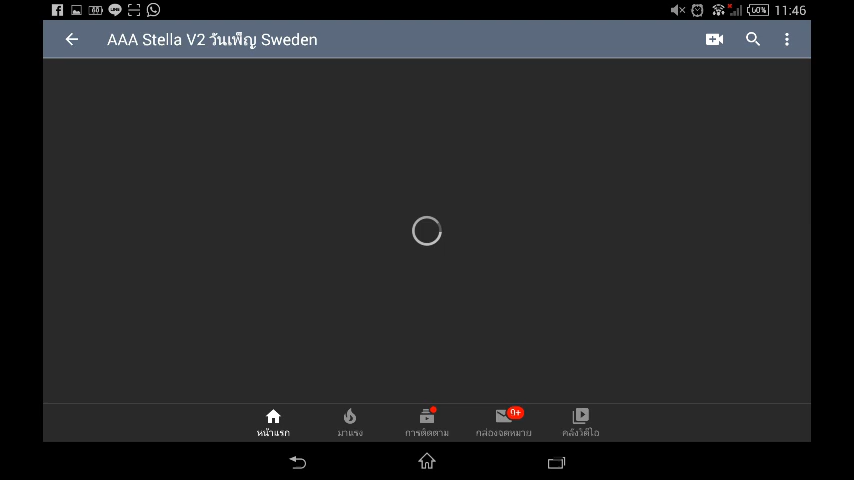 60 60% 11:46
AAA Stella V2 วันเพ็ญ Sweden
9+
หน้าแรก มาแรง การติดตาม กล่องจดหมาย คลังวิดีโอ